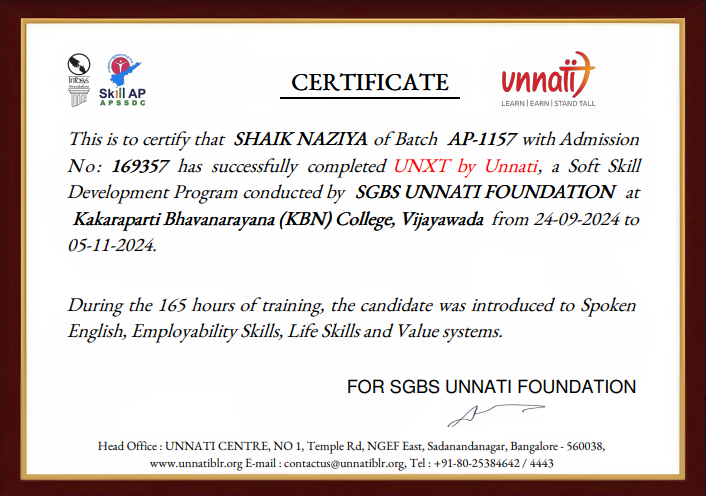 Infosys
Foundation
Skill AP
APSSDC
CERTIFICATE
unnati
LEARN | EARN | STAND TALL
This is to certify that SHAIK NAZIYA of Batch AP-1157 with Admission
No: 169357 has successfully completed UNXT by Unnati, a Soft Skill
Development Program conducted by SGBS UNNATI FOUNDATION at
Kakaraparti Bhavanarayana (KBN) College, Vijayawada from 24-09-2024 to
05-11-2024.
During the 165 hours of training, the candidate was introduced to Spoken
English, Employability Skills, Life Skills and Value systems.
FOR SGBS UNNATI FOUNDATION
Head Office : UNNATI CENTRE, NO 1, Temple Rd, NGEF East, Sadanandanagar, Bangalore - 560038,
www.unnatiblr.org E-mail : contactus@unnatiblr.org, Tel : +91-80-25384642 / 4443